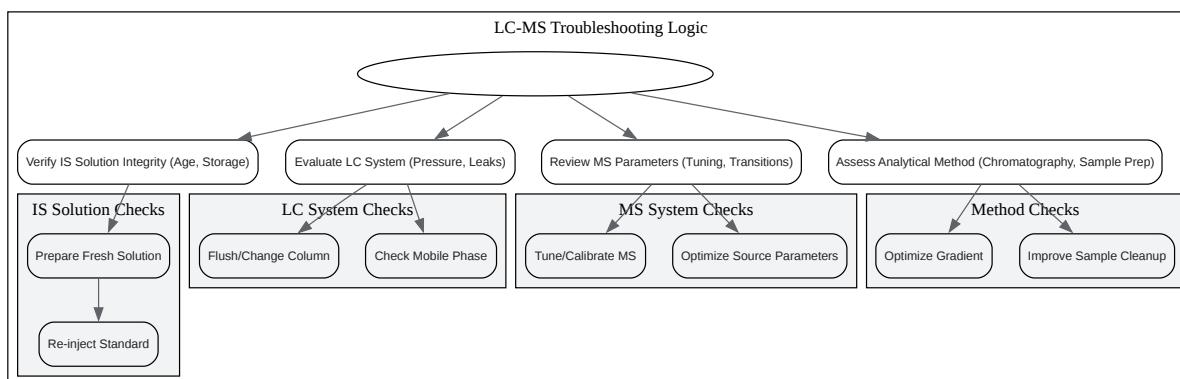 LC-MS Troubleshooting Logic
Verify IS Solution Integrity (Age, Storage)
Evaluate LC System (Pressure, Leaks)
Review MS Parameters (Tuning, Transitions)
Assess Analytical Method (Chromatography, Sample Prep)
IS Solution Checks
LC System Checks
MS System Checks
Method Checks
Prepare Fresh Solution
Flush/Change Column
Check Mobile Phase
Tune/Calibrate MS
Optimize Source Parameters
Optimize Gradient
Improve Sample Cleanup
Re-inject Standard